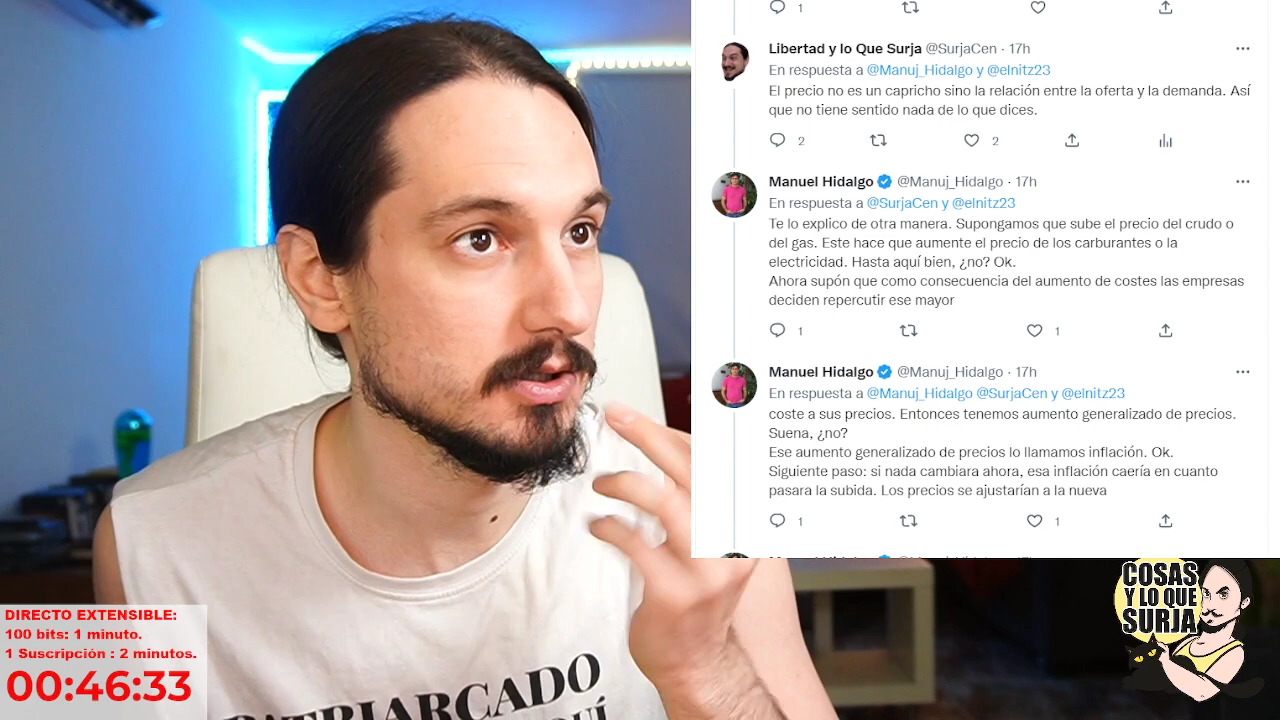 1
Libertad y lo Que Surja @SurjaCen · 17h
En respuesta a @Manuj_Hidalgo y @elnitz23
El precio no es un capricho sino la relación entre la oferta y la demanda. Así
que no tiene sentido nada de lo que dices.
2 2
Manuel Hidalgo @Manuj_Hidalgo · 17h
En respuesta a @SurjaCen y @elnitz23
Te lo explico de otra manera. Supongamos que sube el precio del crudo o
del gas. Este hace que aumente el precio de los carburantes o la
electricidad. Hasta aquí bien, ¿no? Ok.
Ahora supón que como consecuencia del aumento de costes las empresas
deciden repercutir ese mayor
1 1
Manuel Hidalgo @Manuj_Hidalgo · 17h
En respuesta a @Manuj_Hidalgo @SurjaCen y @elnitz23
coste a sus precios. Entonces tenemos aumento generalizado de precios.
Suena, ¿no?
Ese aumento generalizado de precios lo llamamos inflación. Ok.
Siguiente paso: si nada cambiara ahora, esa inflación caería en cuanto
pasara la subida. Los precios se ajustarían a la nueva
1 1
COSAS
Y LO QUE
SURJA
DIRECTO EXTENSIBLE:
100 bits: 1 minuto.
1 Suscripción : 2 minutos.
00:46:33
PATRIARCADO